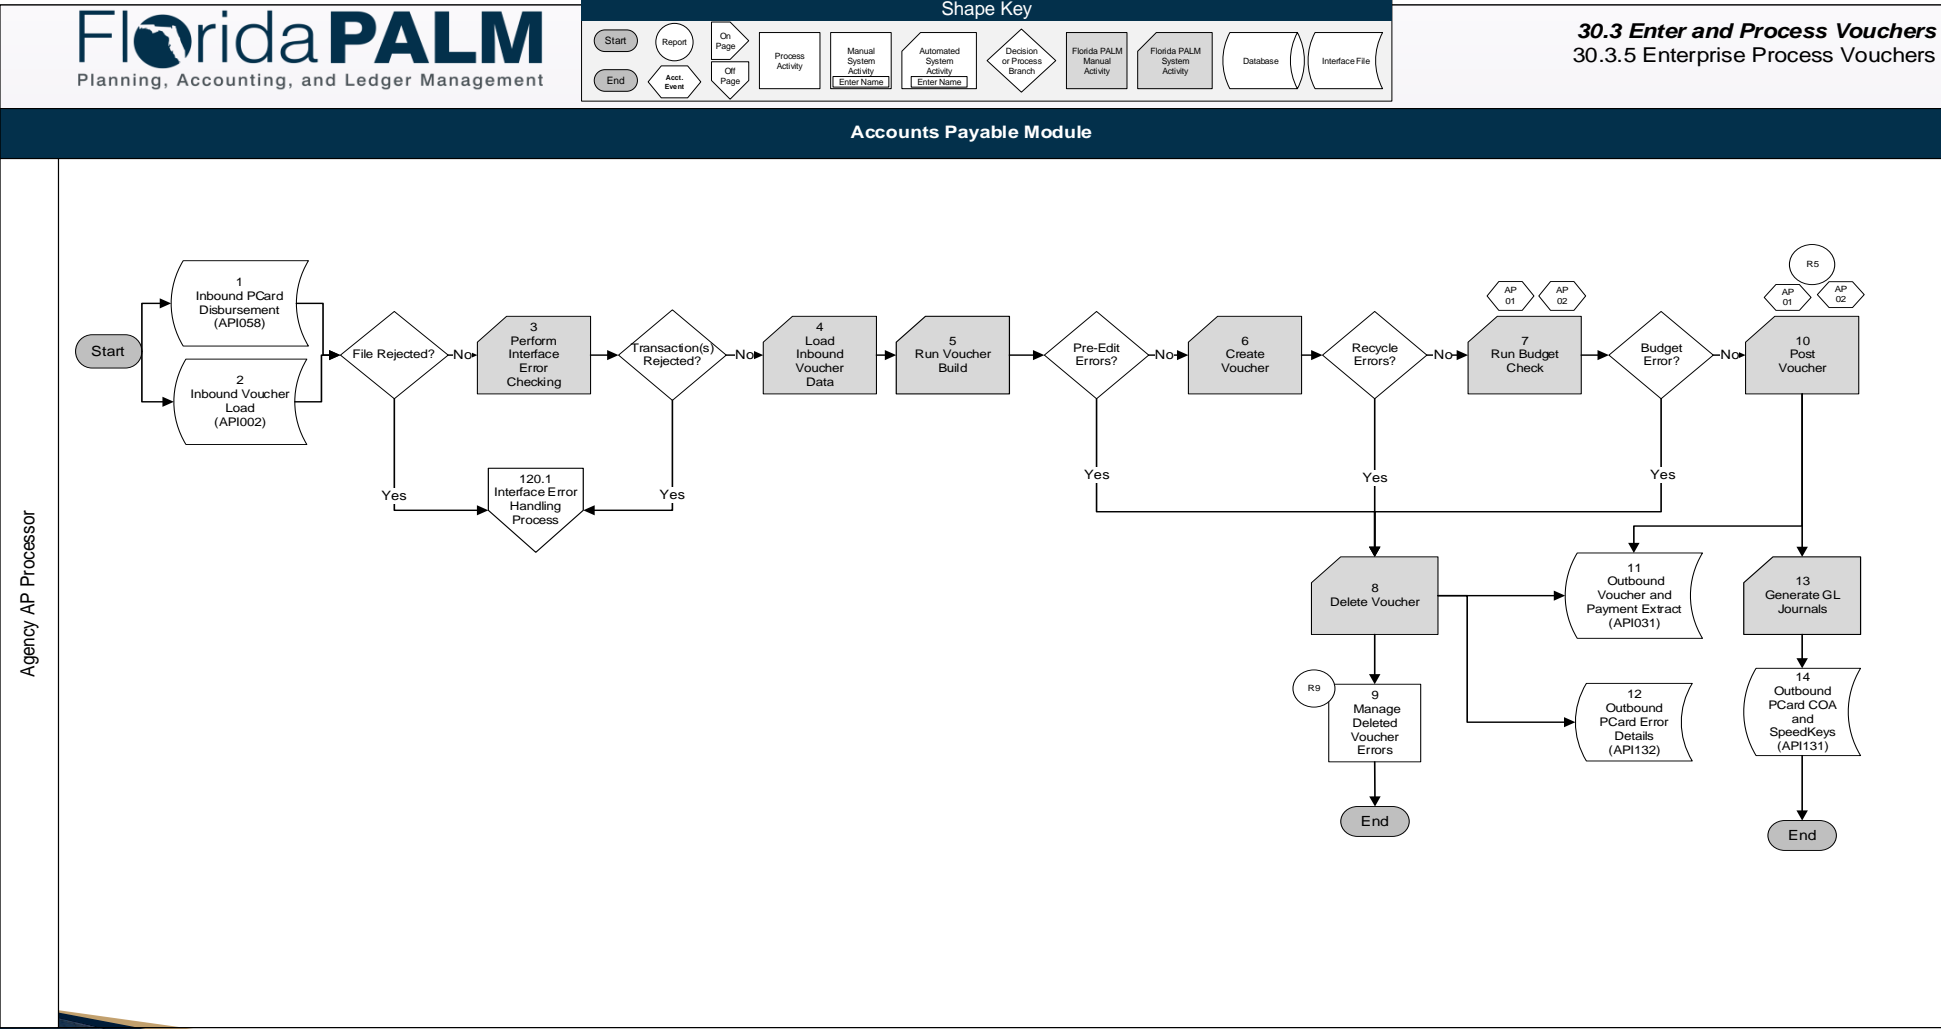 Florida PALM
Planning, Accounting, and Ledger Management
Shape Key
Start
End
Report
Acct.
Event
On
Page
Off
Page
Process
Activity
Manual
System
Activity
Enter Name
Automated
System
Activity
Enter Name
Decision
or Process
Branch
Florida PALM
Manual
Activity
Florida PALM
System
Activity
Database
Interface File
30.3 Enter and Process Vouchers
30.3.5 Enterprise Process Vouchers
Accounts Payable Module
Agency AP Processor
Start
1
Inbound PCard
Disbursement
(API058)
2
Inbound Voucher
Load
(API002)
File Rejected?
No
Yes
3
Perform
Interface
Error
Checking
Transaction(s)
Rejected?
No
Yes
120.1
Interface Error
Handling
Process
4
Load
Inbound
Voucher
Data
5
Run Voucher
Build
Pre-Edit
Errors?
No
Yes
6
Create
Voucher
Recycle
Errors?
No
Yes
AP
01
AP
02
7
Run Budget
Check
Budget
Error?
No
Yes
R5
AP
01
AP
02
10
Post
Voucher
8
Delete Voucher
R9
9
Manage
Deleted
Voucher
Errors
End
11
Outbound
Voucher and
Payment Extract
(API031)
12
Outbound
PCard Error
Details
(API132)
13
Generate GL
Journals
14
Outbound
PCard COA
and
SpeedKeys
(API131)
End